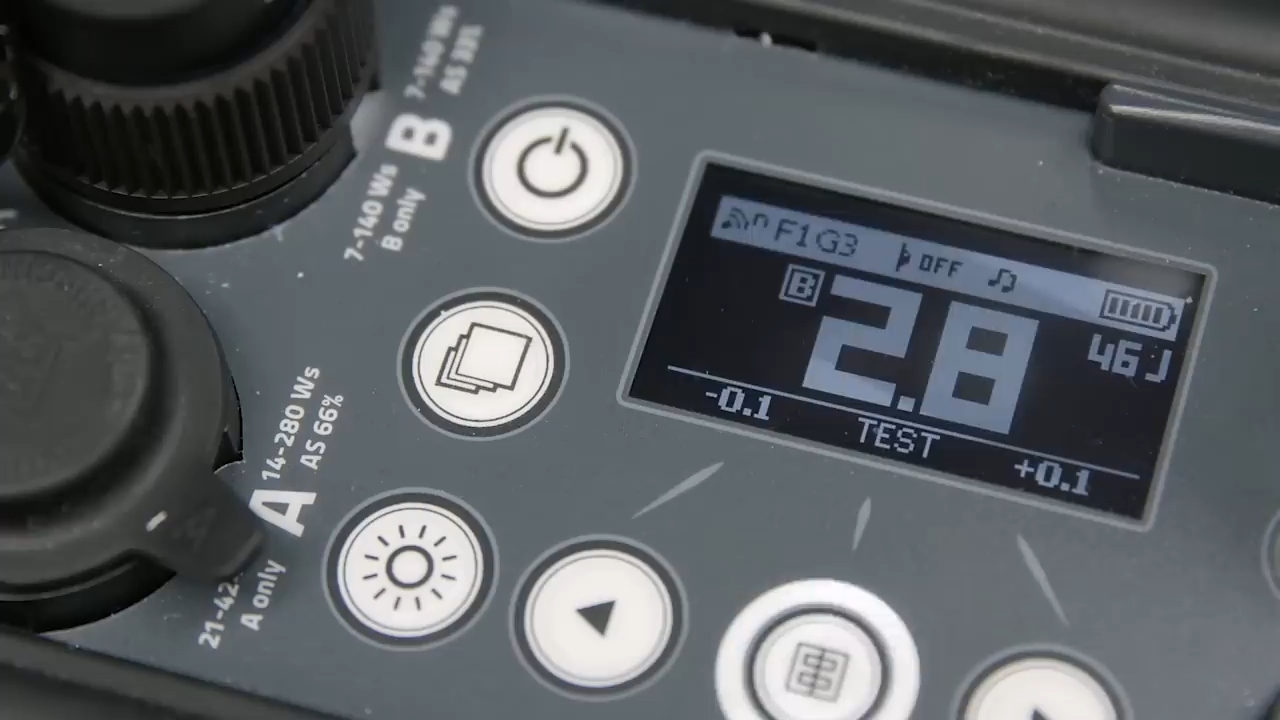 7-140 Ws
AS 33%
B
7-140 Ws
B only
F1G3
OFF
B
2.8
46 J
-0.1
TEST
+0.1
14-280 Ws
AS 66%
A
21-42
A only